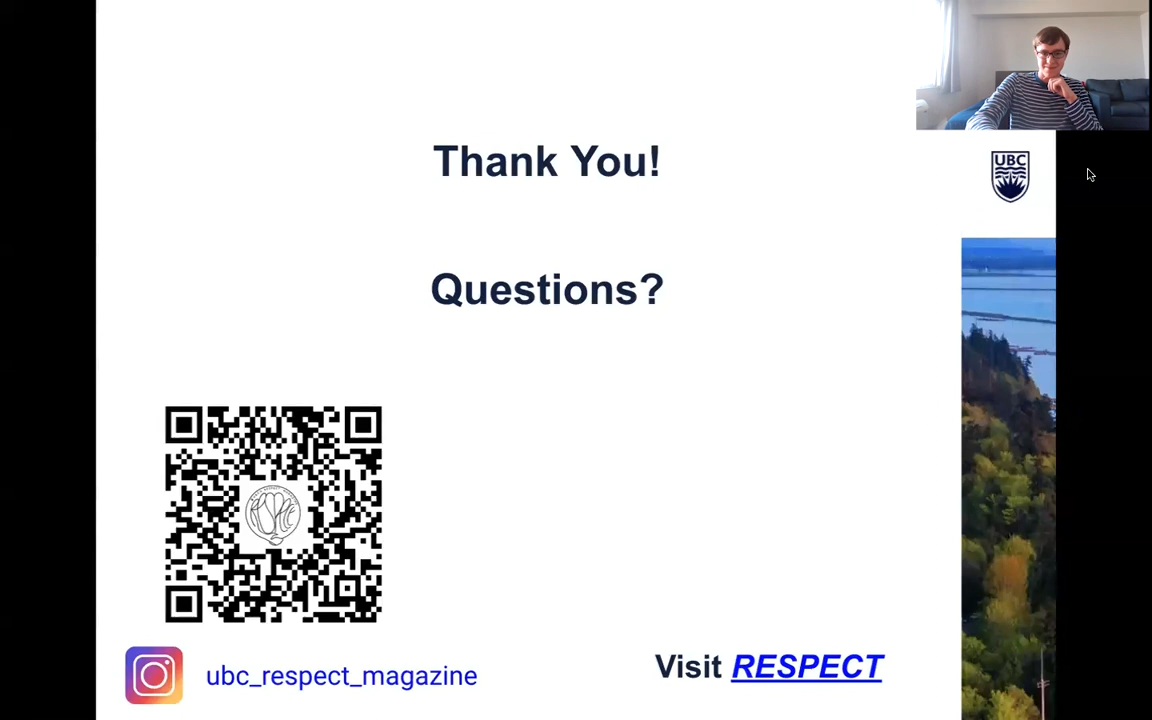 Thank You!
UBC
Questions?
ubc_respect_magazine
Visit RESPECT